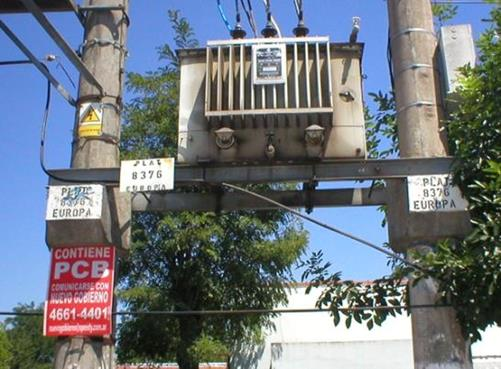 PLAT
8376
EUROPA
PLAT
8376
EUROPA
PLAT
8376
EUROPA
CONTIENE
PCB
COMUNICARSE CON
NUEVO GOBIERNO
4661-4401